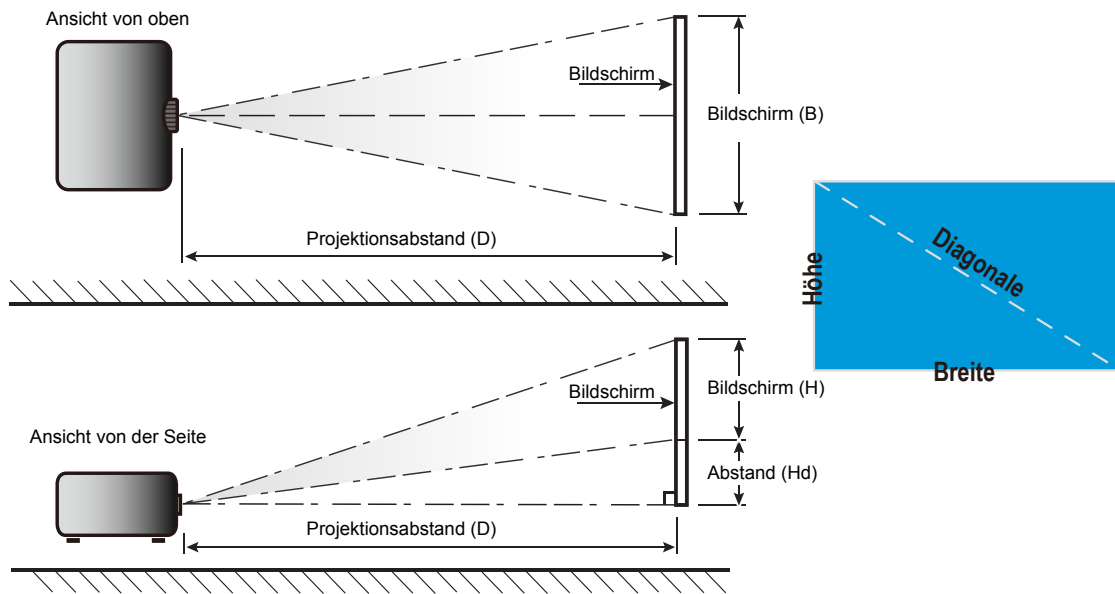 Ansicht von oben
Bildschirm
Bildschirm (B)
Projektionsabstand (D)
Diagonale
Höhe
Breite
Bildschirm
Bildschirm (H)
Ansicht von der Seite
Abstand (Hd)
Projektionsabstand (D)